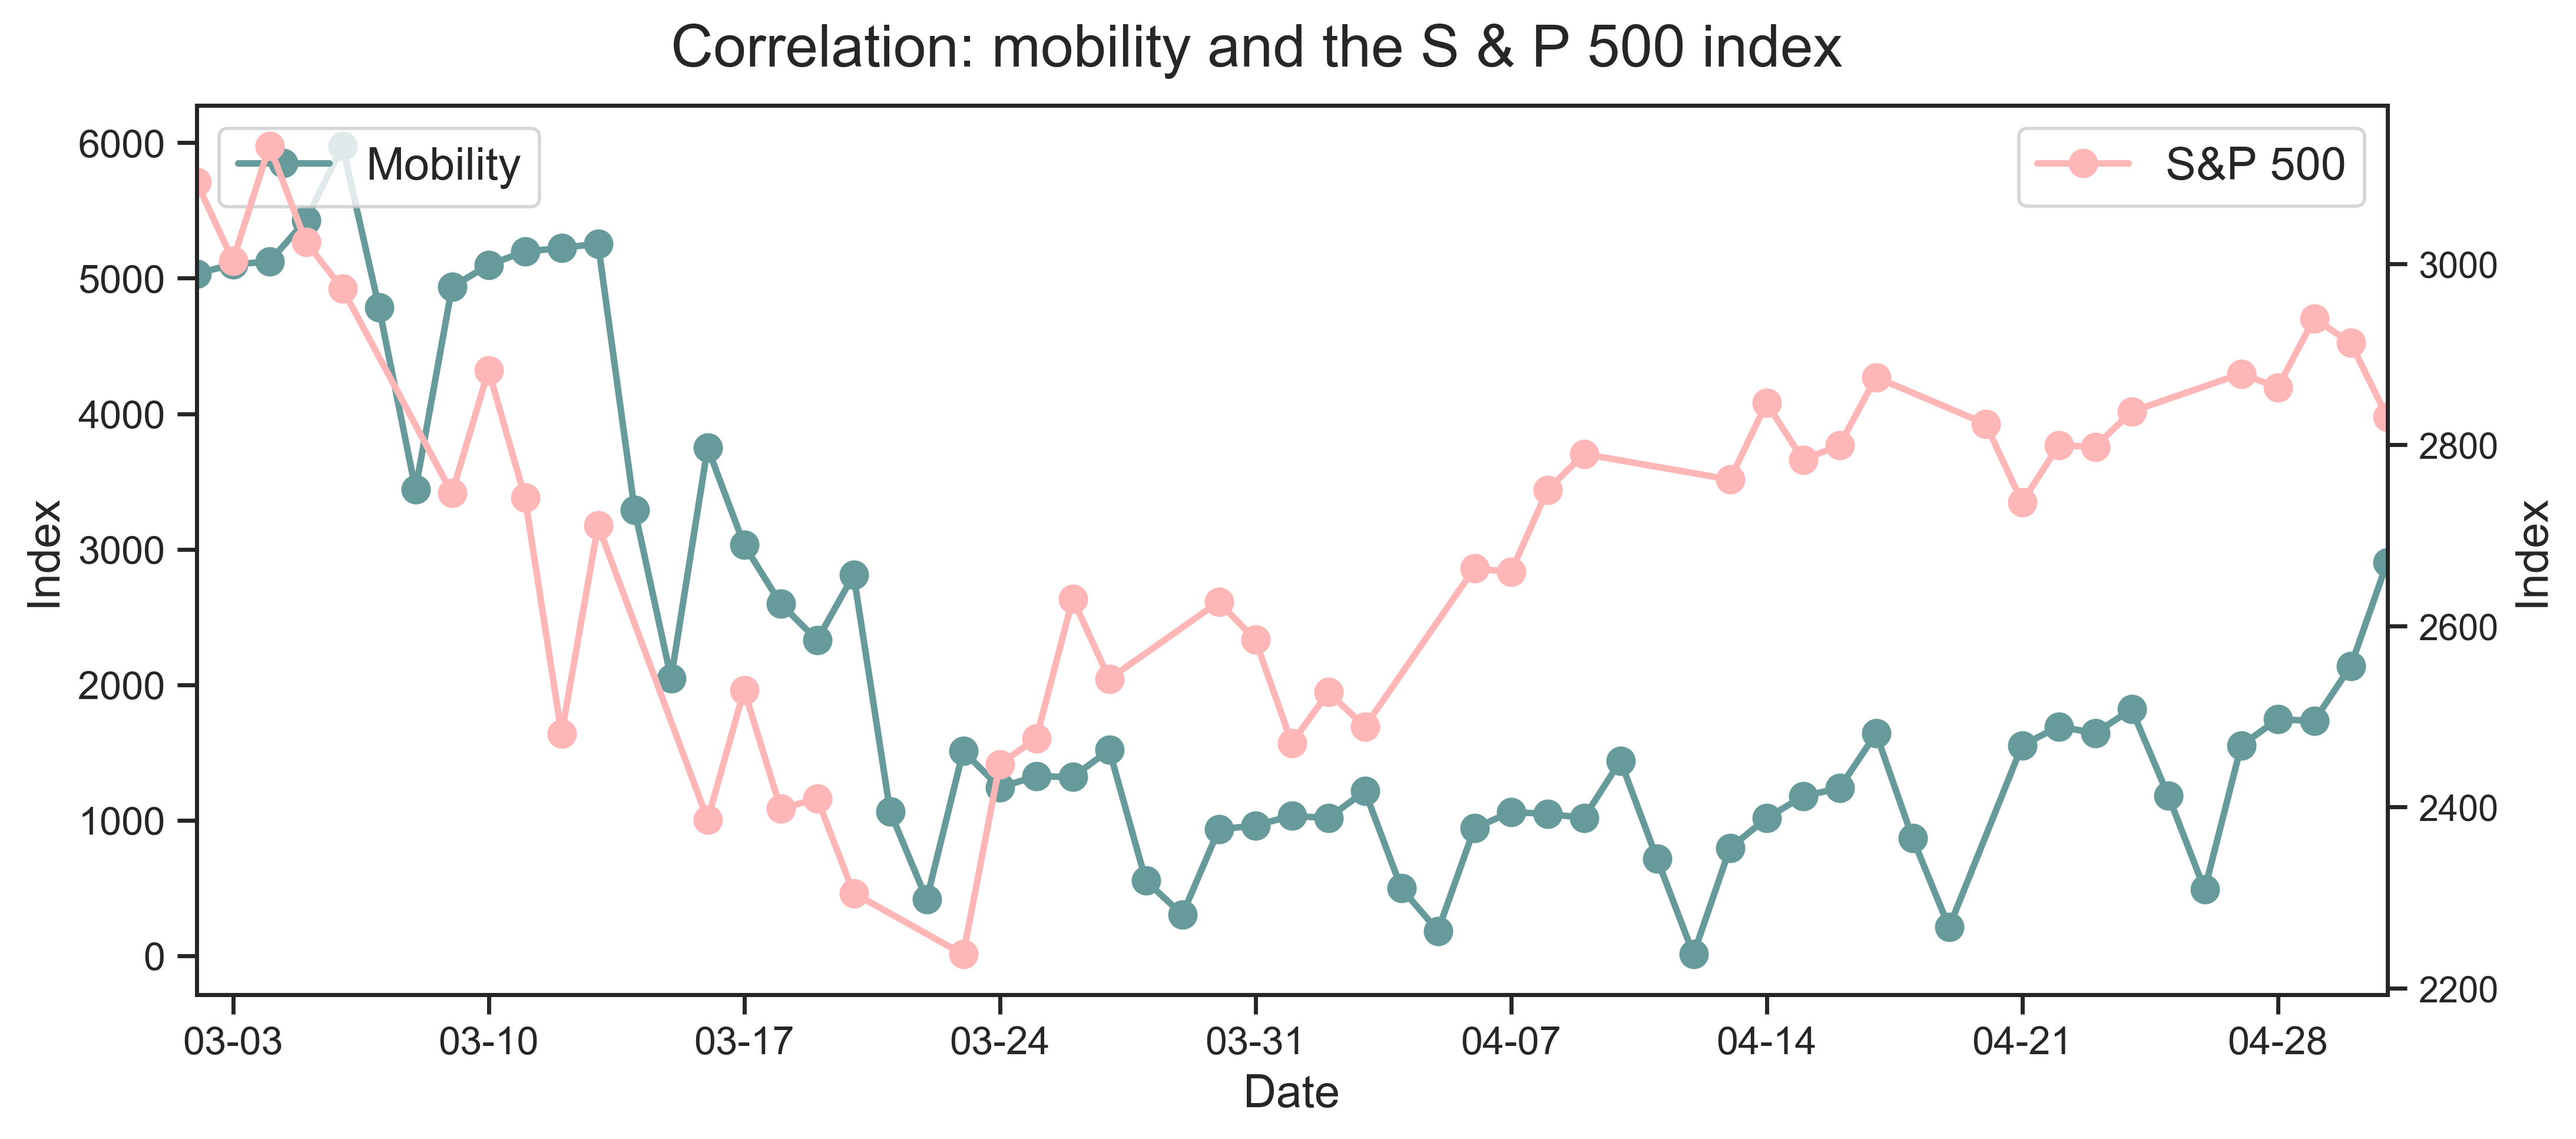 Correlation: mobility and the S & P 500 index
Mobility
S&P 500
6000
5000
4000
3000
2000
1000
0
Index
3000
2800
2600
2400
2200
Index
03-03 03-10 03-17 03-24 03-31 04-07 04-14 04-21 04-28
Date